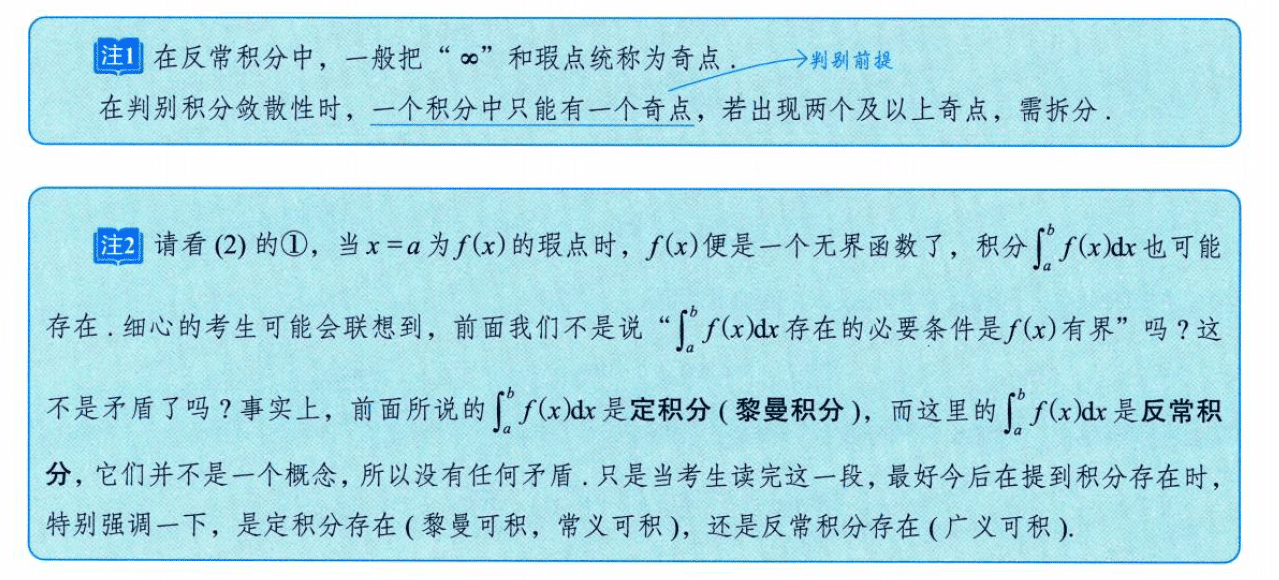 注1 在反常积分中，一般把“∞”和瑕点统称为奇点． →判别前提
在判别积分敛散性时，一个积分中只能有一个奇点，若出现两个及以上奇点，需拆分．
注2 请看 (2) 的①，当 x = a 为 f(x) 的瑕点时，f(x) 便是一个无界函数了，积分∫_a^b f(x)dx 也可能
存在．细心的考生可能会联想到，前面我们不是说“∫_a^b f(x)dx 存在的必要条件是 f(x) 有界”吗？这
不是矛盾了吗？事实上，前面所说的∫_a^b f(x)dx 是定积分 ( 黎曼积分 )，而这里的∫_a^b f(x)dx 是反常积
分，它们并不是一个概念，所以没有任何矛盾．只是当考生读完这一段，最好今后在提到积分存在时，
特别强调一下，是定积分存在 ( 黎曼可积，常义可积 )，还是反常积分存在 ( 广义可积 ).